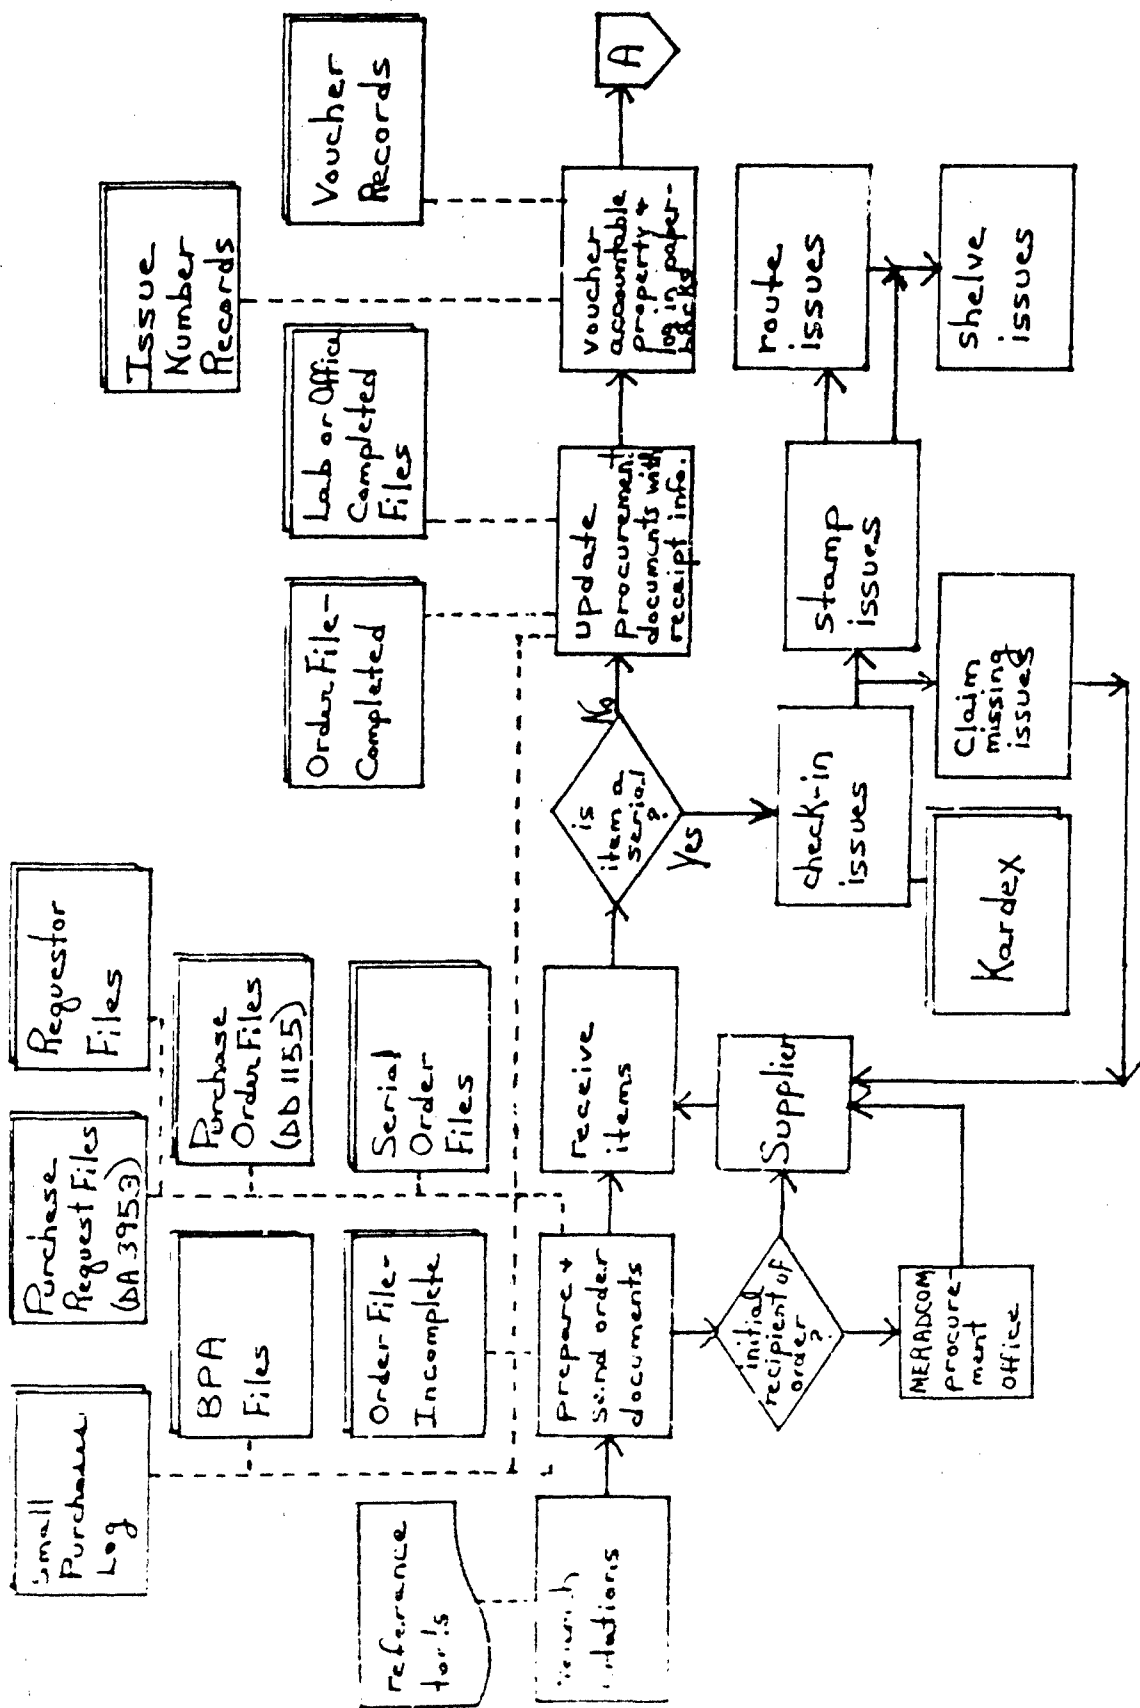 Small
Purchases
Log
Purchase
Request Files
(DA 3953)
Requestor
Files
BPA
Files
Purchase
Order Files
(DD 1155)
Order File-
Incomplete
Serial
Order
Files
reference
tools
citations
prepare +
send order
documents
receive
items
is
item a
serial
?
No
Yes
update
procurement
documents with
receipt info.
Order File-
Completed
Lab or Office
Completed
Files
Issue
Number
Records
Voucher
Records
voucher
accountable
property +
log in paper-
backs
A
initial
recipient of
order
?
Supplier
MERADCOM
procure-
ment
office
check-in
issues
Kardex
Claim
missing
issues
stamp
issues
route
issues
shelve
issues